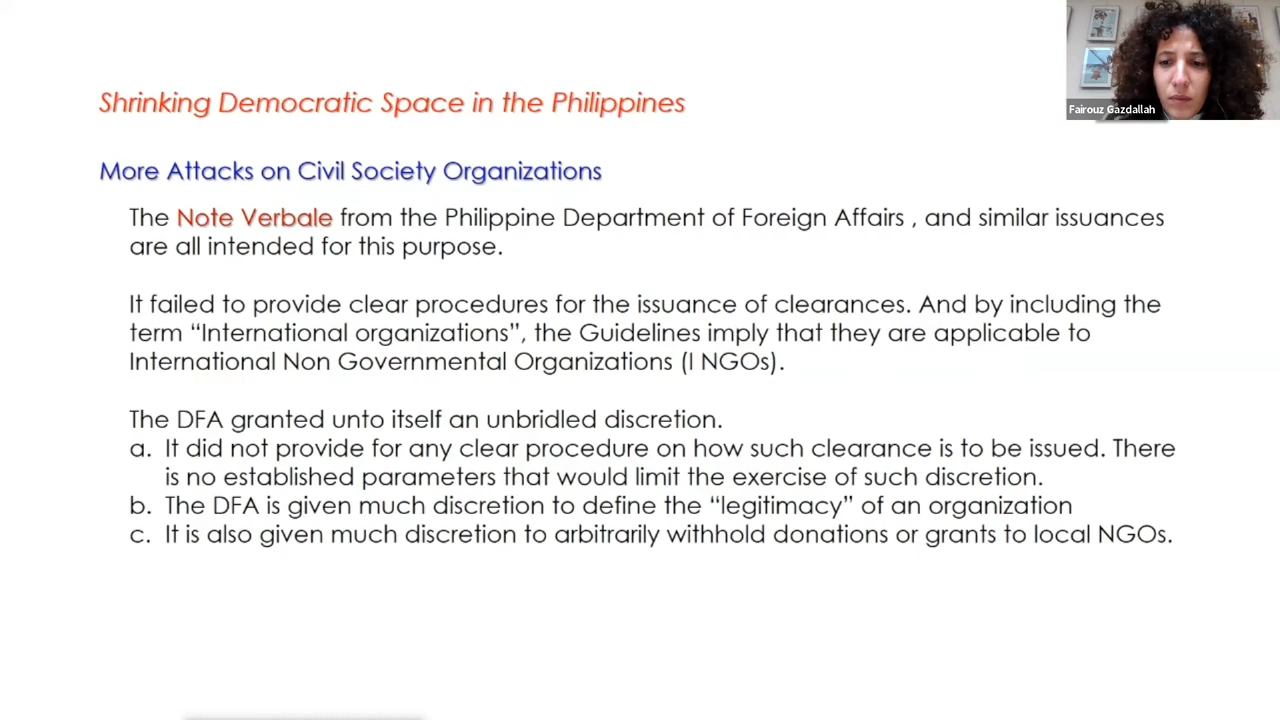 Shrinking Democratic Space in the Philippines
Fairouz Gazdallah
More Attacks on Civil Society Organizations
The Note Verbale from the Philippine Department of Foreign Affairs , and similar issuances
are all intended for this purpose.
It failed to provide clear procedures for the issuance of clearances. And by including the
term “International organizations”, the Guidelines imply that they are applicable to
International Non Governmental Organizations (I NGOs).
The DFA granted unto itself an unbridled discretion.
a. It did not provide for any clear procedure on how such clearance is to be issued. There
is no established parameters that would limit the exercise of such discretion.
b. The DFA is given much discretion to define the “legitimacy” of an organization
c. It is also given much discretion to arbitrarily withhold donations or grants to local NGOs.